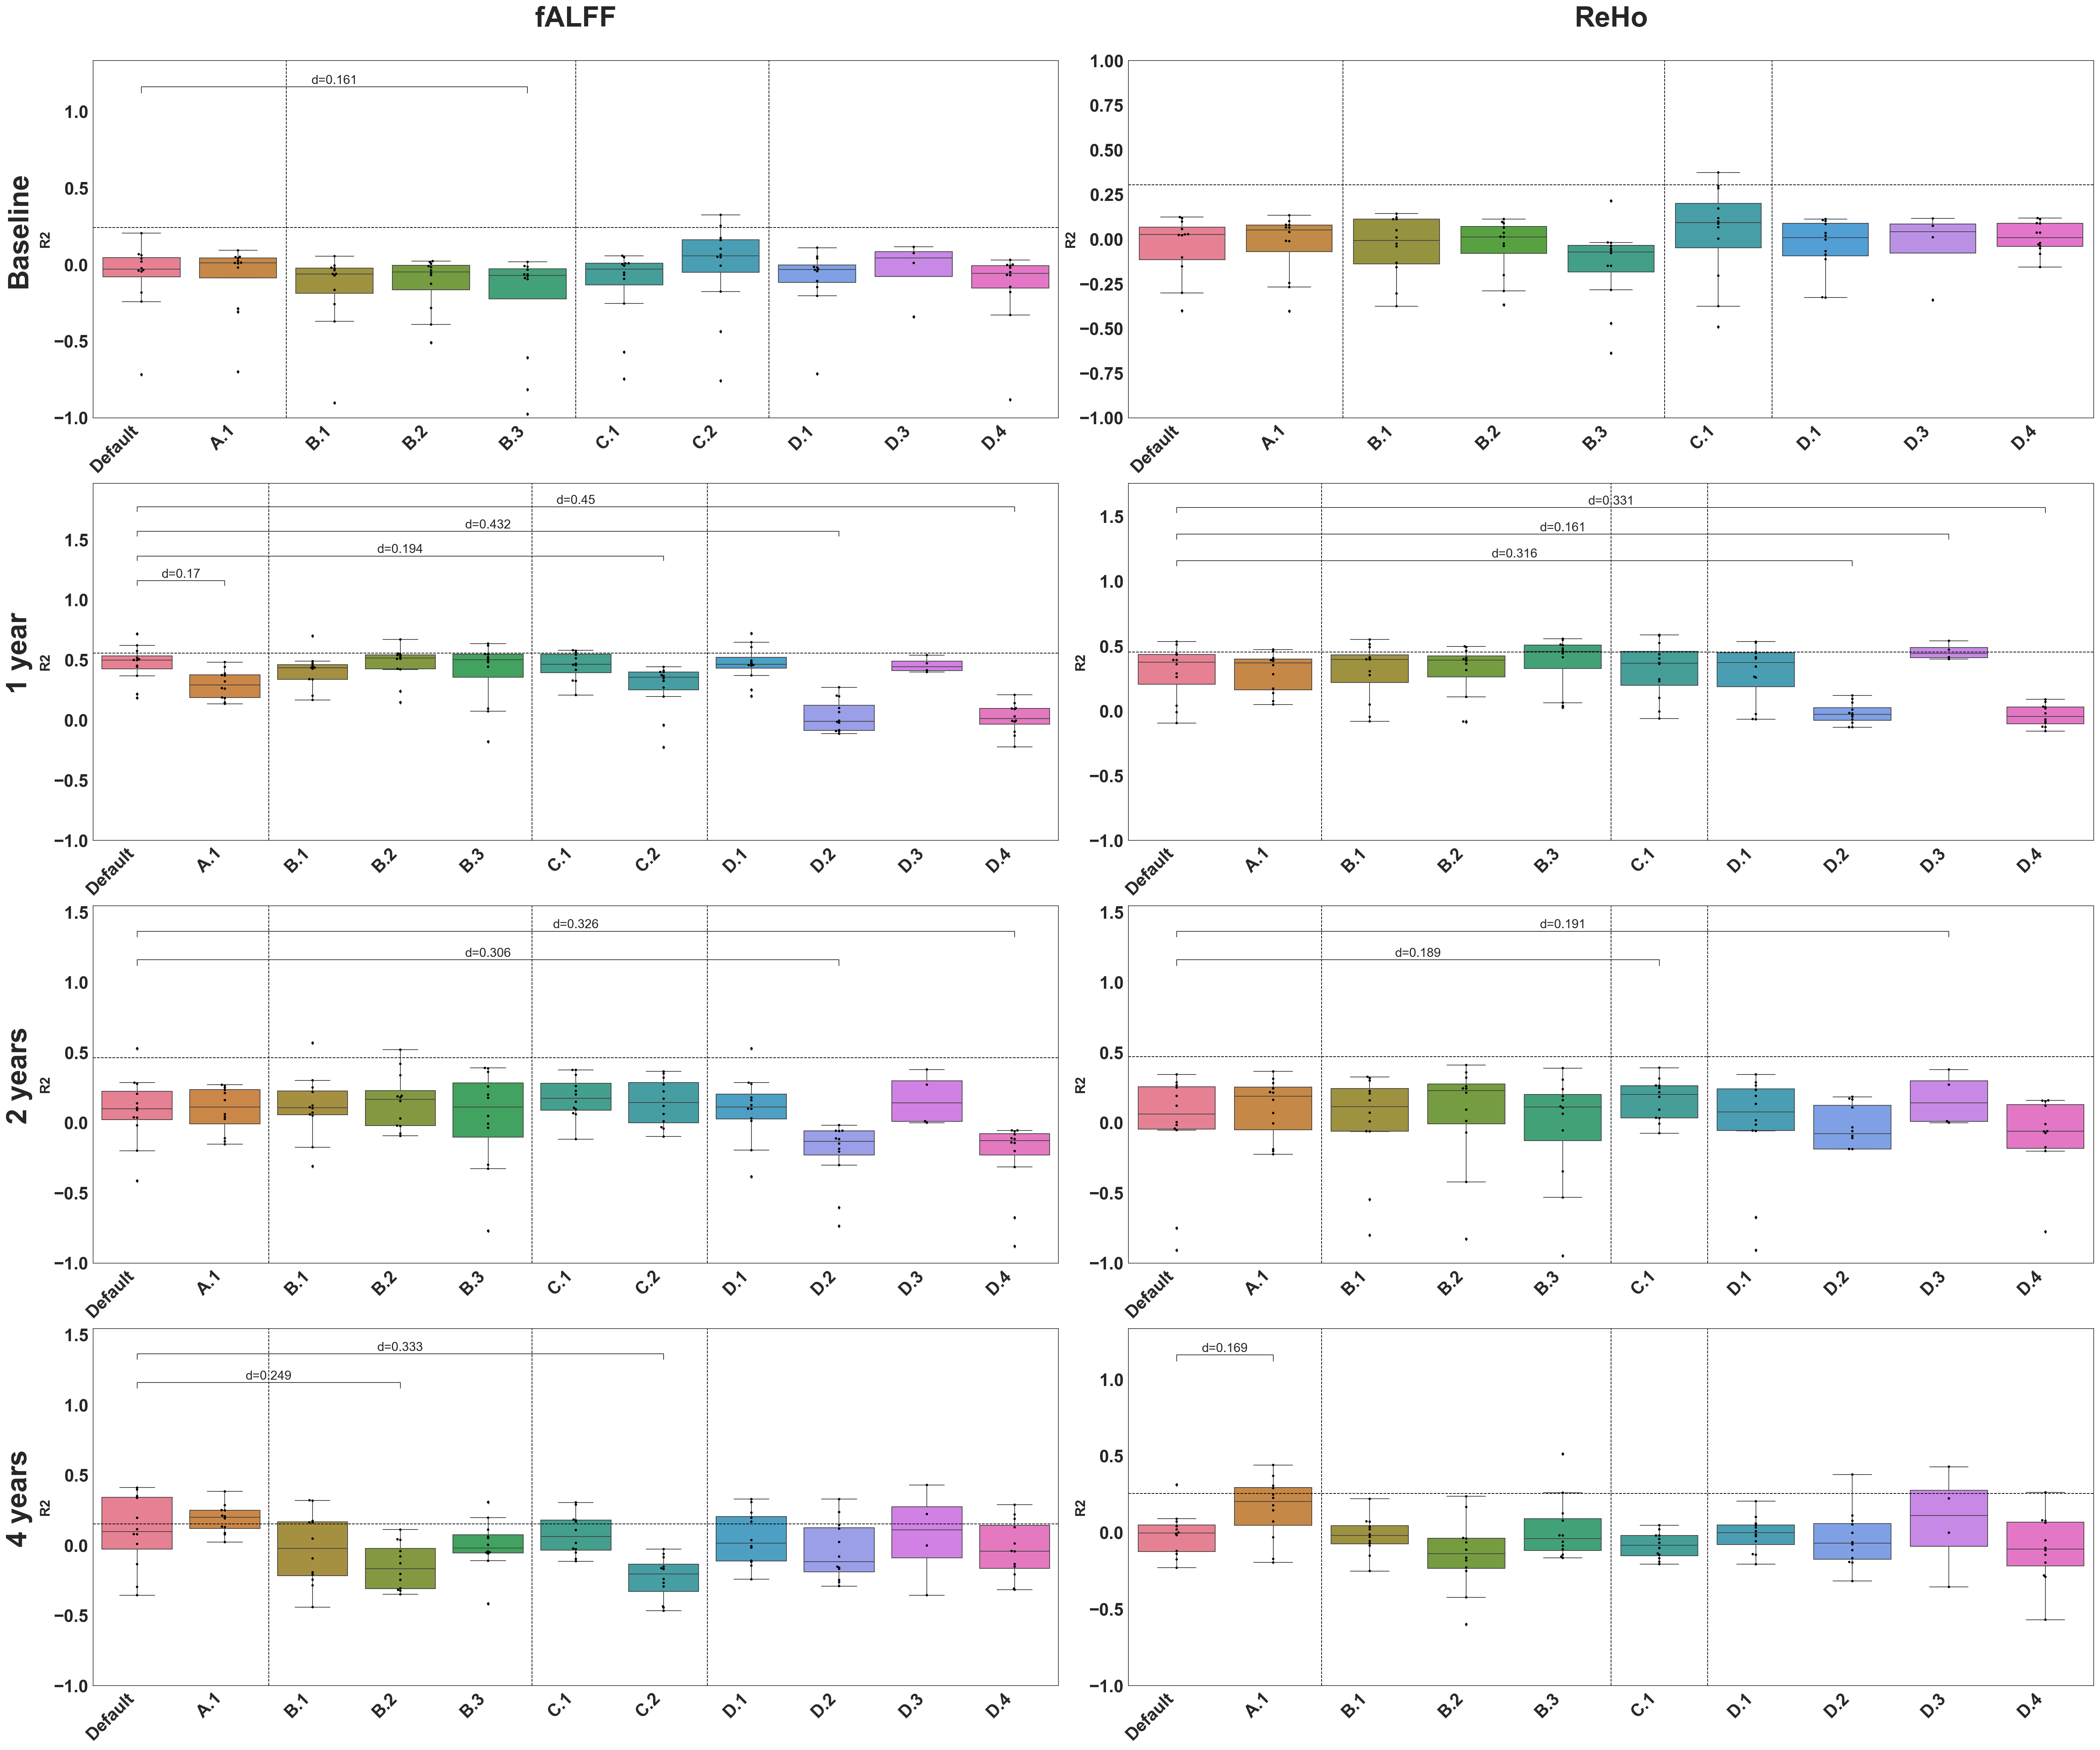 fALFF
ReHo
Baseline
R2
1.0
0.5
0.0
−0.5
−1.0
d=0.161
Default
A.1
B.1
B.2
B.3
C.1
C.2
D.1
D.3
D.4
R2
1.00
0.75
0.50
0.25
0.00
−0.25
−0.50
−0.75
−1.00
Default
A.1
B.1
B.2
B.3
C.1
D.1
D.3
D.4
1 year
R2
1.5
1.0
0.5
0.0
−0.5
−1.0
d=0.45
d=0.432
d=0.194
d=0.17
Default
A.1
B.1
B.2
B.3
C.1
C.2
D.1
D.2
D.3
D.4
R2
1.5
1.0
0.5
0.0
−0.5
−1.0
d=0.331
d=0.161
d=0.316
Default
A.1
B.1
B.2
B.3
C.1
D.1
D.2
D.3
D.4
2 years
R2
1.5
1.0
0.5
0.0
−0.5
−1.0
d=0.326
d=0.306
Default
A.1
B.1
B.2
B.3
C.1
C.2
D.1
D.2
D.3
D.4
R2
1.5
1.0
0.5
0.0
−0.5
−1.0
d=0.191
d=0.189
Default
A.1
B.1
B.2
B.3
C.1
D.1
D.2
D.3
D.4
4 years
R2
1.5
1.0
0.5
0.0
−0.5
−1.0
d=0.333
d=0.249
Default
A.1
B.1
B.2
B.3
C.1
C.2
D.1
D.2
D.3
D.4
R2
1.0
0.5
0.0
−0.5
−1.0
d=0.169
Default
A.1
B.1
B.2
B.3
C.1
D.1
D.2
D.3
D.4